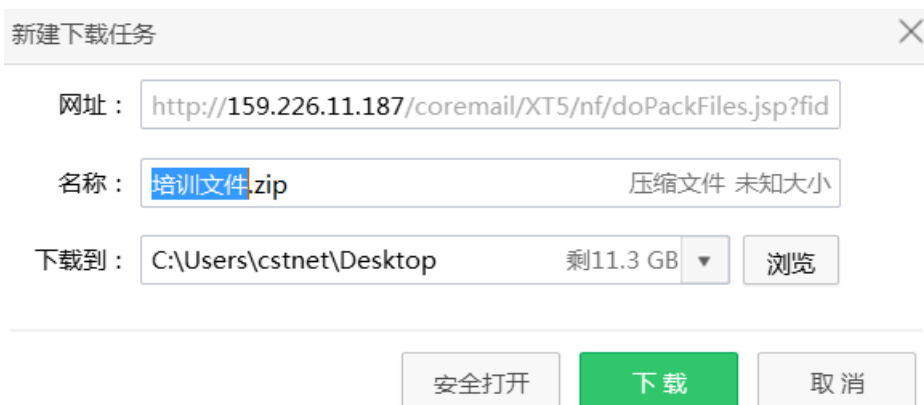 新建下载任务
网址： http://159.226.11.187/coremail/XT5/nf/doPackFiles.jsp?fid
名称： 培训文件.zip 压缩文件 未知大小
下载到： C:\Users\cstnet\Desktop 剩11.3 GB 浏览
安全打开 下载 取消